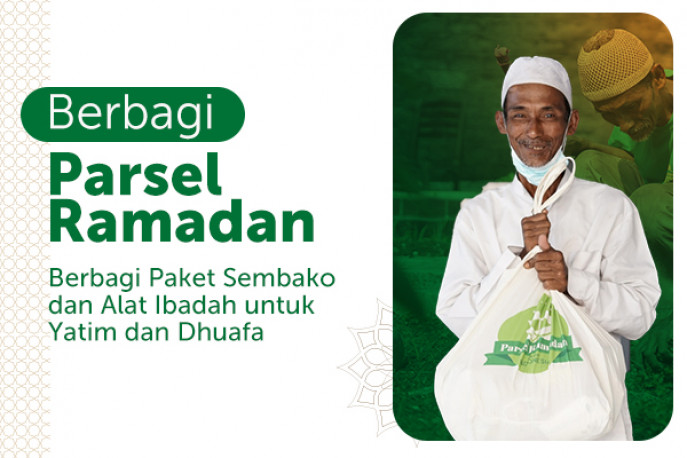 Berbagi
Parsel
Ramadan
Berbagi Paket Sembako
dan Alat Ibadah untuk
Yatim dan Dhuafa